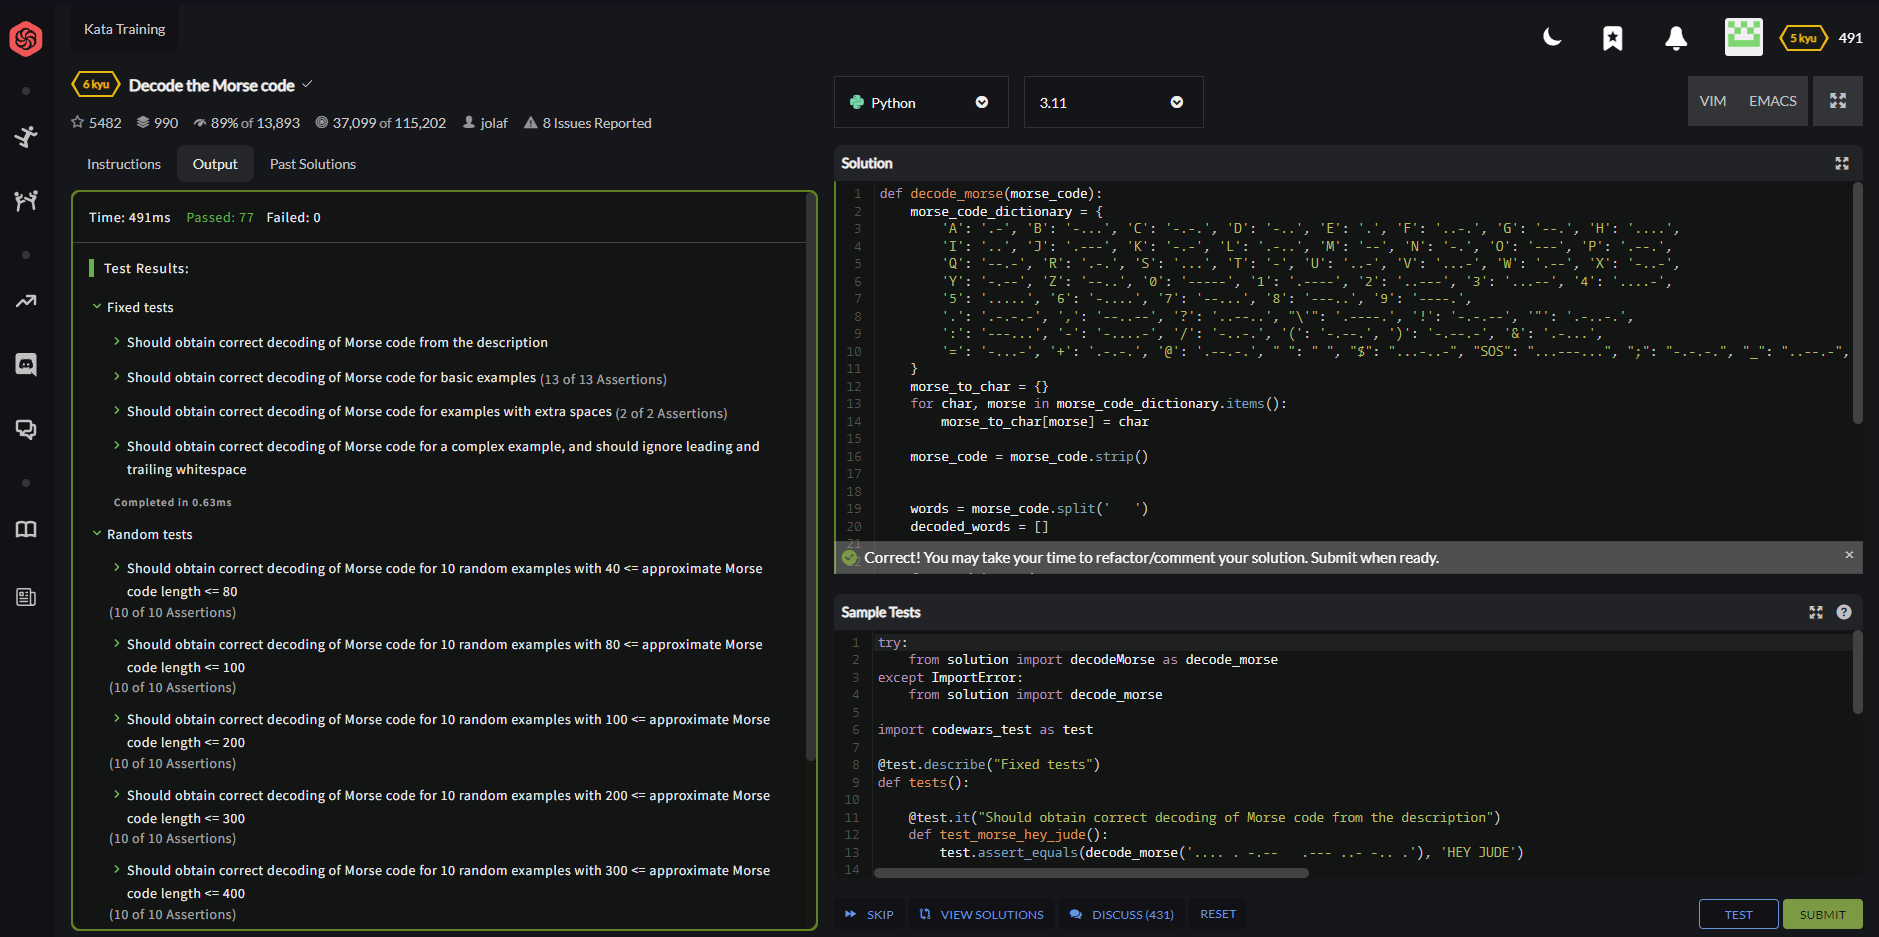 Kata Training
5 kyu 491
6 kyu Decode the Morse code
5482 990 89% of 13,893 37,099 of 115,202 jolaf 8 Issues Reported
Instructions Output Past Solutions
Time: 491ms Passed: 77 Failed: 0
Test Results:
Fixed tests
Should obtain correct decoding of Morse code from the description
Should obtain correct decoding of Morse code for basic examples (13 of 13 Assertions)
Should obtain correct decoding of Morse code for examples with extra spaces (2 of 2 Assertions)
Should obtain correct decoding of Morse code for a complex example, and should ignore leading and
trailing whitespace
Completed in 0.63ms
Random tests
Should obtain correct decoding of Morse code for 10 random examples with 40 <= approximate Morse
code length <= 80
(10 of 10 Assertions)
Should obtain correct decoding of Morse code for 10 random examples with 80 <= approximate Morse
code length <= 100
(10 of 10 Assertions)
Should obtain correct decoding of Morse code for 10 random examples with 100 <= approximate Morse
code length <= 200
(10 of 10 Assertions)
Should obtain correct decoding of Morse code for 10 random examples with 200 <= approximate Morse
code length <= 300
(10 of 10 Assertions)
Should obtain correct decoding of Morse code for 10 random examples with 300 <= approximate Morse
code length <= 400
(10 of 10 Assertions)
Python 3.11 VIM EMACS
Solution
1 def decode_morse(morse_code):
2     morse_code_dictionary = {
3         'A': '.-', 'B': '-...', 'C': '-.-.', 'D': '-..', 'E': '.', 'F': '..-.', 'G': '--.', 'H': '....',
4         'I': '..', 'J': '.---', 'K': '-.-', 'L': '.-..', 'M': '--', 'N': '-.', 'O': '---', 'P': '.--.',
5         'Q': '--.-', 'R': '.-.', 'S': '...', 'T': '-', 'U': '..-', 'V': '...-', 'W': '.--', 'X': '-..-',
6         'Y': '-.--', 'Z': '--..', '0': '-----', '1': '.----', '2': '..---', '3': '...--', '4': '....-',
7         '5': '.....', '6': '-....', '7': '--...', '8': '---..', '9': '----.',
8         '.': '.-.-.-', ',': '--..--', '?': '..--..', "\'": '.----.', '!': '-.-.--', '"': '.-..-.',
9         ':': '---...', '-': '-....-', '/': '-..-.', '(': '-.--.', ')': '-.--.-', '&': '.-...',
10         '=': '-...-', '+': '.-.-.', '@': '.--.-.', " ": " ", "$": "...-..-", "SOS": "...---...", ";": "-.-.-.", "_": "..--.-",
11     }
12     morse_to_char = {}
13     for char, morse in morse_code_dictionary.items():
14         morse_to_char[morse] = char
15
16     morse_code = morse_code.strip()
17
18
19     words = morse_code.split('   ')
20     decoded_words = []
21
Correct! You may take your time to refactor/comment your solution. Submit when ready. ×
Sample Tests
1 try:
2     from solution import decodeMorse as decode_morse
3 except ImportError:
4     from solution import decode_morse
5
6 import codewars_test as test
7
8 @test.describe("Fixed tests")
9 def tests():
10
11     @test.it("Should obtain correct decoding of Morse code from the description")
12     def test_morse_hey_jude():
13         test.assert_equals(decode_morse('.... . -.--   .--- ..- -.. .'), 'HEY JUDE')
14
SKIP VIEW SOLUTIONS DISCUSS (431) RESET TEST SUBMIT